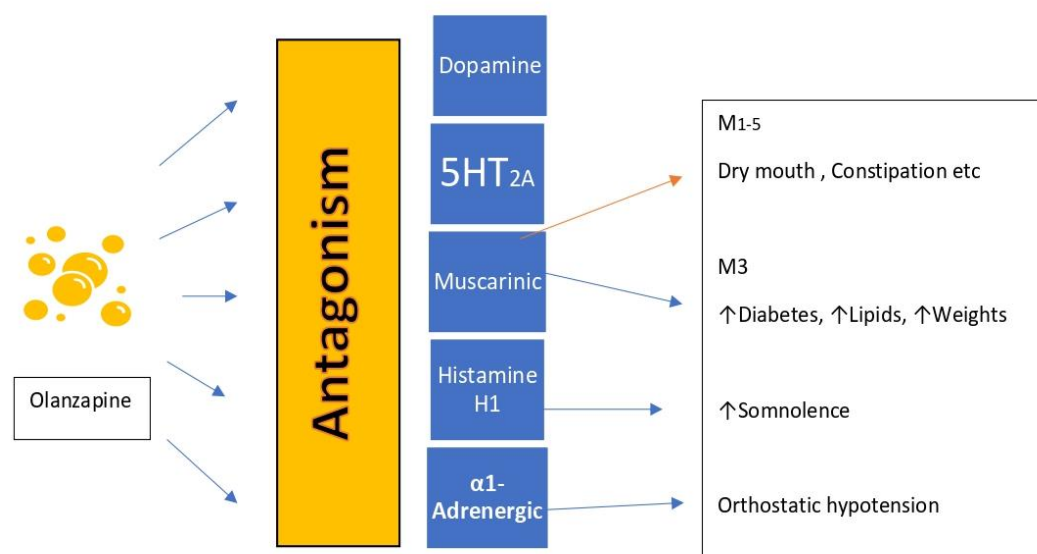 Olanzapine
Antagonism
Dopamine
5HT2A
Muscarinic
Histamine
H1
α1-
Adrenergic
M1-5
Dry mouth , Constipation etc
M3
↑Diabetes, ↑Lipids, ↑Weights
↑Somnolence
Orthostatic hypotension